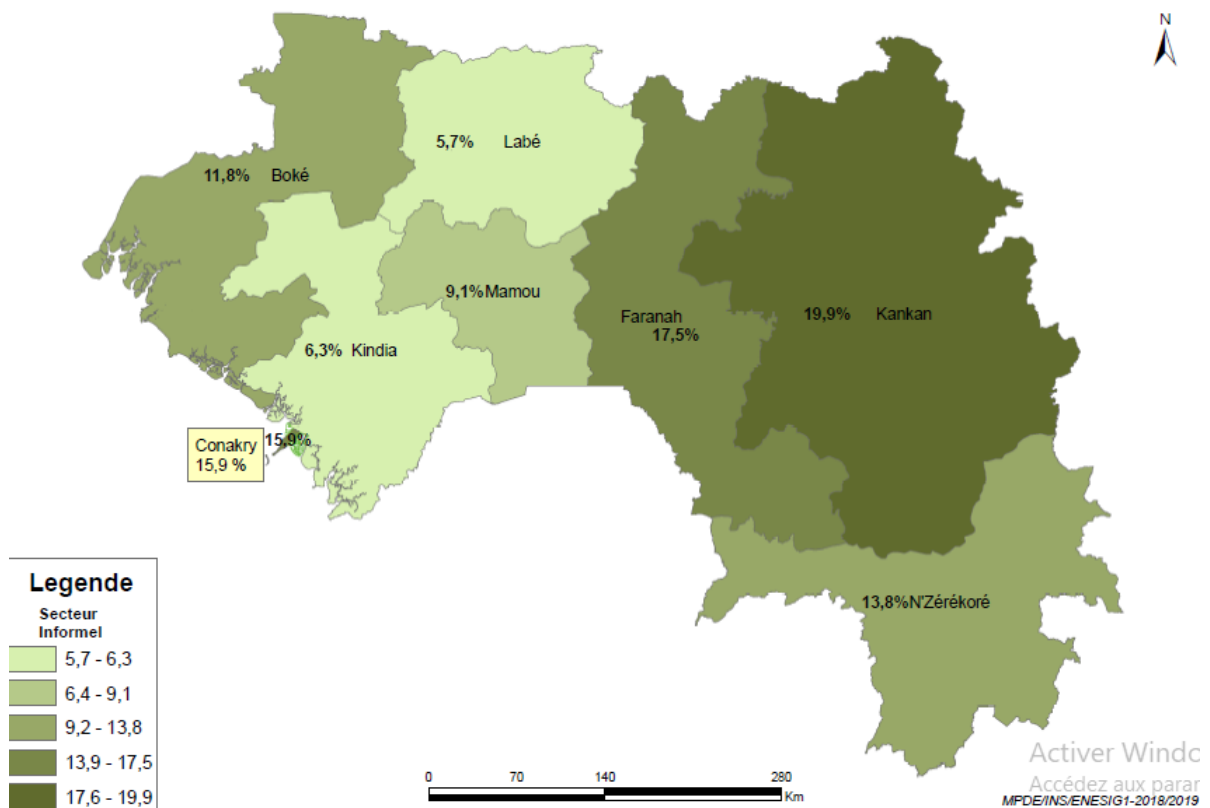 N
5,7% Labé
11,8% Boké
9,1%Mamou
Faranah
17,5%
19,9% Kankan
6,3% Kindia
15,9%
Conakry
15,9 %
13,8%N'Zérékoré
Legende
Secteur
Informel
5,7 - 6,3
6,4 - 9,1
9,2 - 13,8
13,9 - 17,5
17,6 - 19,9
0 70 140 280
Km
Activer Windc
Accédez aux parar
MPDE/INS/ENESIG1-2018/2019